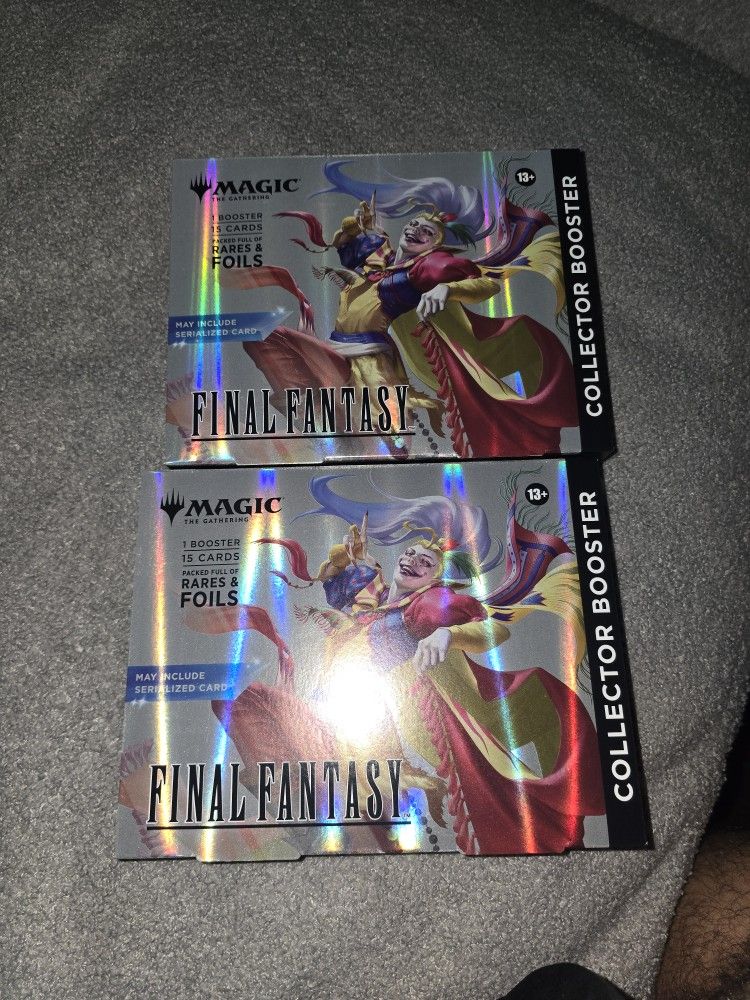 MAGIC
THE GATHERING
1 BOOSTER
15 CARDS
PACKED FULL OF
RARES &
FOILS
MAY INCLUDE
SERIALIZED CARD
FINAL FANTASY
13+
COLLECTOR BOOSTER
MAGIC
THE GATHERING
1 BOOSTER
15 CARDS
PACKED FULL OF
RARES &
FOILS
MAY INCLUDE
SERIALIZED CARD
FINAL FANTASY
13+
COLLECTOR BOOSTER